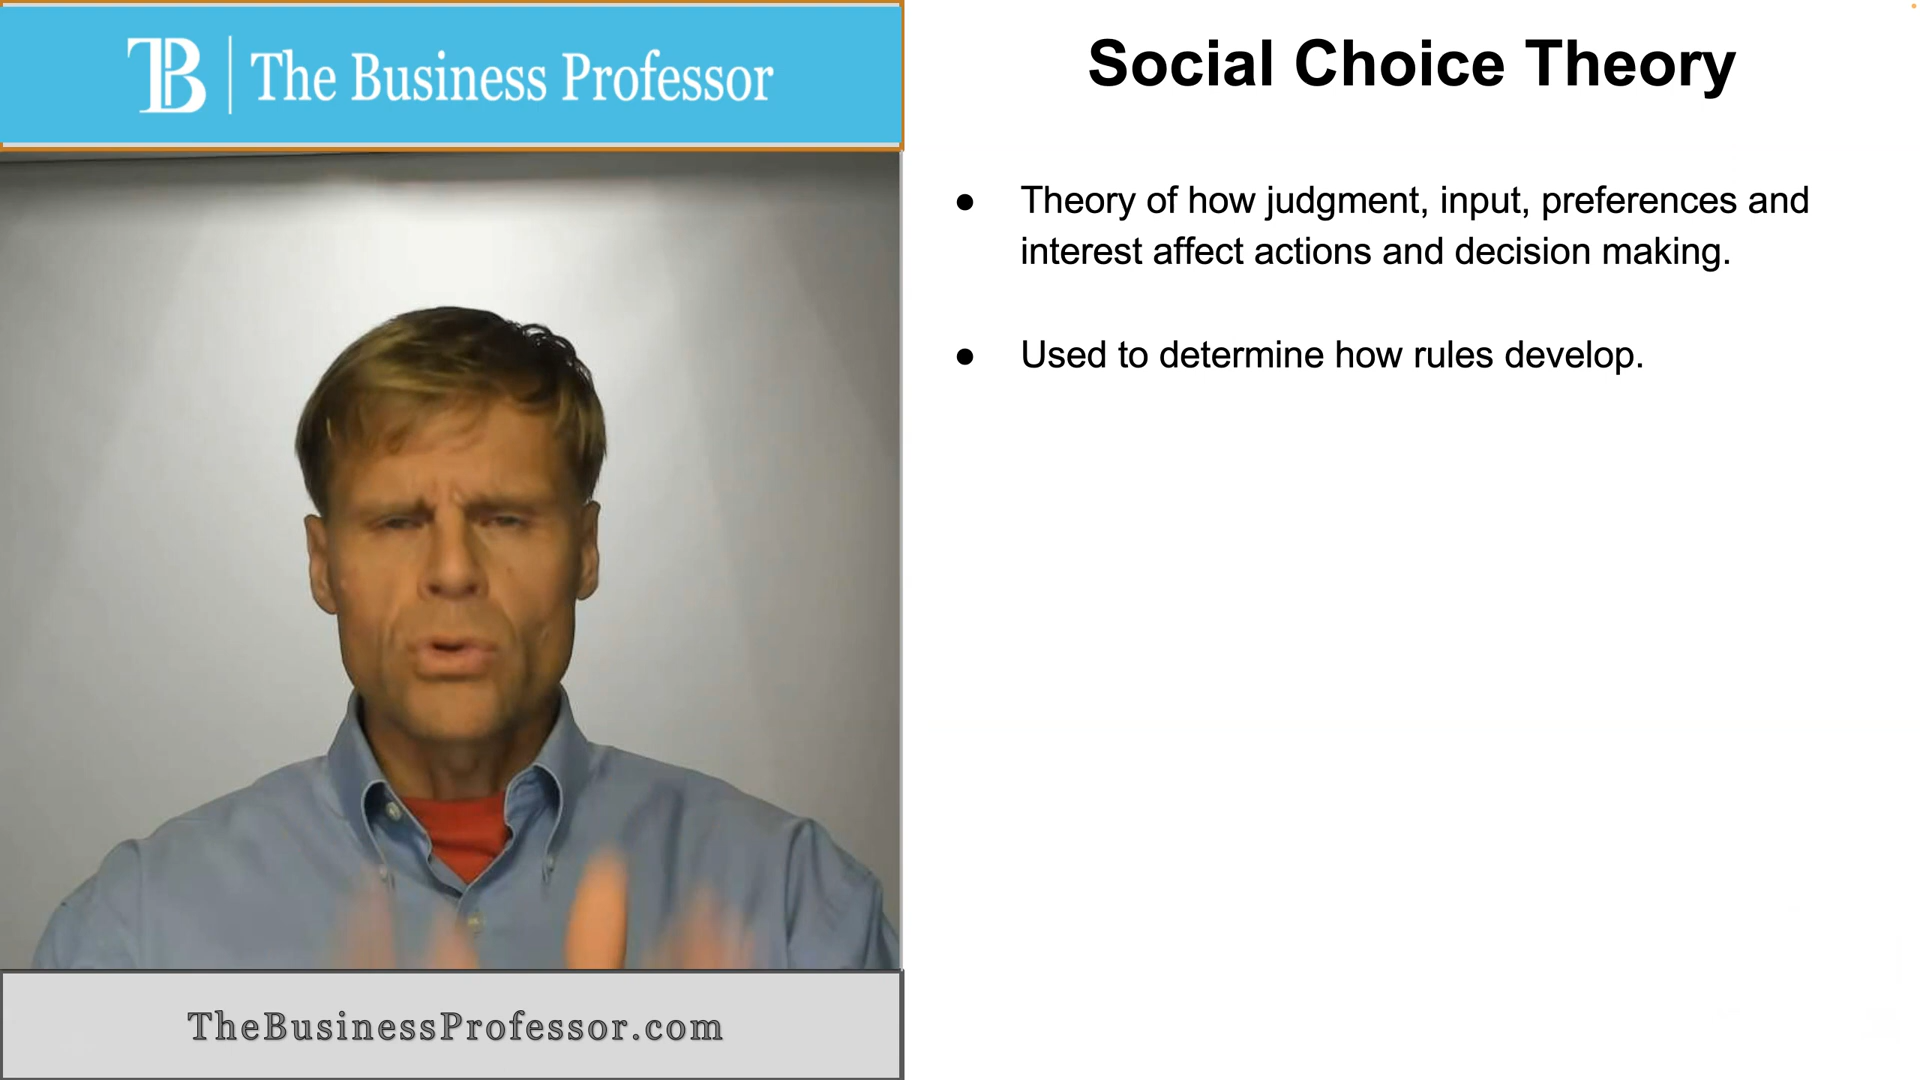 TB The Business Professor
Social Choice Theory
● Theory of how judgment, input, preferences and
interest affect actions and decision making.
● Used to determine how rules develop.
TheBusinessProfessor.com